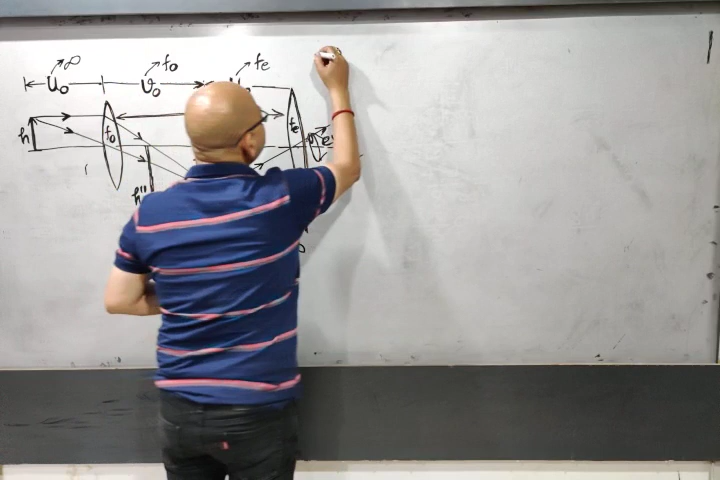 ∞ f₀ fe
u₀ v₀
h f₀ fe e
h''